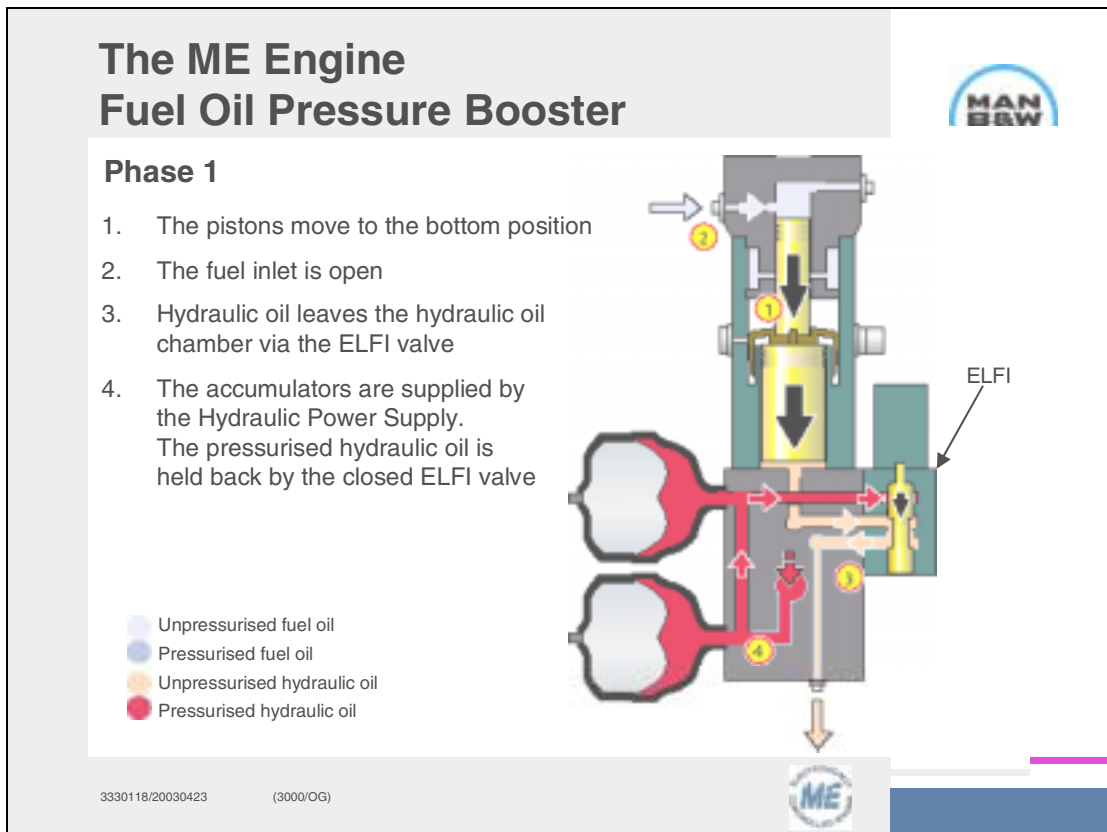 The ME Engine
Fuel Oil Pressure Booster
MAN
B&W
Phase 1
1. The pistons move to the bottom position
2. The fuel inlet is open
3. Hydraulic oil leaves the hydraulic oil
chamber via the ELFI valve
4. The accumulators are supplied by
the Hydraulic Power Supply.
The pressurised hydraulic oil is
held back by the closed ELFI valve
2
1
ELFI
3
4
Unpressurised fuel oil
Pressurised fuel oil
Unpressurised hydraulic oil
Pressurised hydraulic oil
3330118/20030423 (3000/OG)
ME